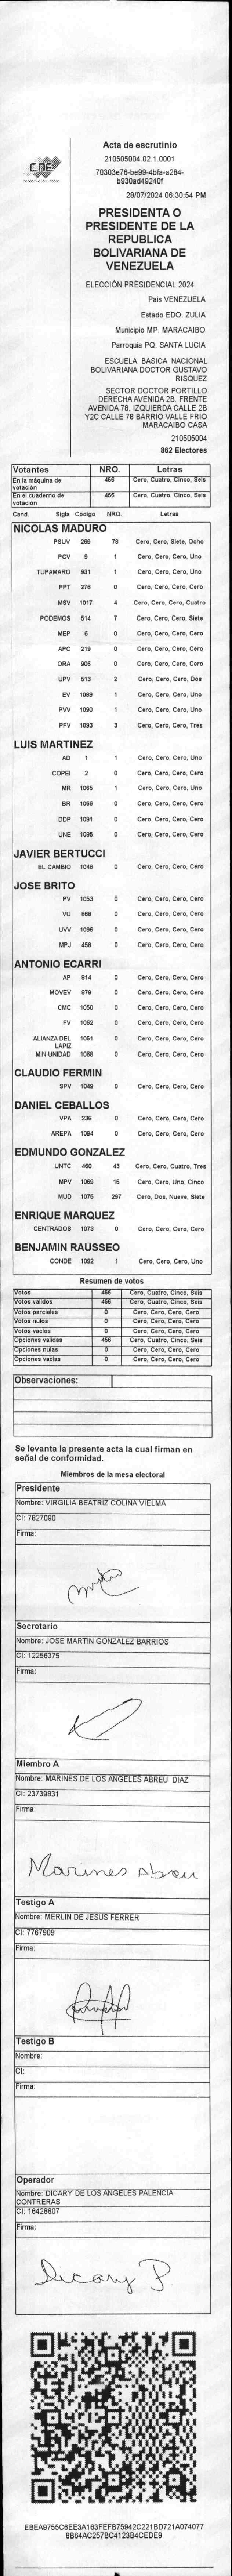 Acta de escrutinio
210505004.02.1.0001
70303e76-be99-4bfa-a284-
b930ad49240f
28/07/2024 06:30:54 PM
PRESIDENTA O
PRESIDENTE DE LA
REPUBLICA
BOLIVARIANA DE
VENEZUELA
CNE
ELECCIÓN PRESIDENCIAL 2024
Pais VENEZUELA
Estado EDO. ZULIA
Municipio MP. MARACAIBO
Parroquia PQ. SANTA LUCIA
ESCUELA BASICA NACIONAL
BOLIVARIANA DOCTOR GUSTAVO
RISQUEZ
SECTOR DOCTOR PORTILLO
DERECHA AVENIDA 2B. FRENTE
AVENIDA 7B. IZQUIERDA CALLE 2B
Y2C CALLE 78 BARRIO VALLE FRIO
MARACAIBO CASA
210505004
862 Electores
Votantes NRO. Letras
En la máquina de votación 456 Cero, Cuatro, Cinco, Seis
En el cuaderno de votación 456 Cero, Cuatro, Cinco, Seis
Cand. Sigla Código NRO. Letras
NICOLAS MADURO
PSUV 269 78 Cero, Cero, Siete, Ocho
PCV 9 1 Cero, Cero, Cero, Uno
TUPAMARO 931 1 Cero, Cero, Cero, Uno
PPT 276 0 Cero, Cero, Cero, Cero
MSV 1017 4 Cero, Cero, Cero, Cuatro
PODEMOS 514 7 Cero, Cero, Cero, Siete
MEP 6 0 Cero, Cero, Cero, Cero
APC 219 0 Cero, Cero, Cero, Cero
ORA 906 0 Cero, Cero, Cero, Cero
UPV 613 2 Cero, Cero, Cero, Dos
EV 1089 1 Cero, Cero, Cero, Uno
PVV 1090 1 Cero, Cero, Cero, Uno
PFV 1093 3 Cero, Cero, Cero, Tres
LUIS MARTINEZ
AD 1 1 Cero, Cero, Cero, Uno
COPEI 2 0 Cero, Cero, Cero, Cero
MR 1065 1 Cero, Cero, Cero, Uno
BR 1066 0 Cero, Cero, Cero, Cero
DDP 1091 0 Cero, Cero, Cero, Cero
UNE 1095 0 Cero, Cero, Cero, Cero
JAVIER BERTUCCI
EL CAMBIO 1048 0 Cero, Cero, Cero, Cero
JOSE BRITO
PV 1053 0 Cero, Cero, Cero, Cero
VU 868 0 Cero, Cero, Cero, Cero
UVV 1096 0 Cero, Cero, Cero, Cero
MPJ 458 0 Cero, Cero, Cero, Cero
ANTONIO ECARRI
AP 814 0 Cero, Cero, Cero, Cero
MOVEV 979 0 Cero, Cero, Cero, Cero
CMC 1050 0 Cero, Cero, Cero, Cero
FV 1062 0 Cero, Cero, Cero, Cero
ALIANZA DEL LAPIZ 1051 0 Cero, Cero, Cero, Cero
MIN UNIDAD 1068 0 Cero, Cero, Cero, Cero
CLAUDIO FERMIN
SPV 1049 0 Cero, Cero, Cero, Cero
DANIEL CEBALLOS
VPA 236 0 Cero, Cero, Cero, Cero
AREPA 1094 0 Cero, Cero, Cero, Cero
EDMUNDO GONZALEZ
UNTC 460 43 Cero, Cero, Cuatro, Tres
MPV 1069 15 Cero, Cero, Uno, Cinco
MUD 1075 297 Cero, Dos, Nueve, Siete
ENRIQUE MARQUEZ
CENTRADOS 1073 0 Cero, Cero, Cero, Cero
BENJAMIN RAUSSEO
CONDE 1092 1 Cero, Cero, Cero, Uno
Resumen de votos
Votos 456 Cero, Cuatro, Cinco, Seis
Votos validos 456 Cero, Cuatro, Cinco, Seis
Votos parciales 0 Cero, Cero, Cero, Cero
Votos nulos 0 Cero, Cero, Cero, Cero
Votos vacios 0 Cero, Cero, Cero, Cero
Opciones validas 456 Cero, Cuatro, Cinco, Seis
Opciones nulas 0 Cero, Cero, Cero, Cero
Opciones vacias 0 Cero, Cero, Cero, Cero
Observaciones:
Se levanta la presente acta la cual firman en
señal de conformidad.
Miembros de la mesa electoral
Presidente
Nombre: VIRGILIA BEATRIZ COLINA VIELMA
CI: 7827090
Firma:
Secretario
Nombre: JOSE MARTIN GONZALEZ BARRIOS
CI: 12256375
Firma:
Miembro A
Nombre: MARINES DE LOS ANGELES ABREU DIAZ
CI: 23739831
Firma:
Marines Abreu
Testigo A
Nombre: MERLIN DE JESUS FERRER
CI: 7767909
Firma:
Testigo B
Nombre:
CI:
Firma:
Operador
Nombre: DICARY DE LOS ANGELES PALENCIA
CONTRERAS
CI: 16428807
Firma:
Dicary P.
EBEA9755C6EE3A163FEFB75942C221BD721A074077
8B64AC257BC4123B4CEDE9